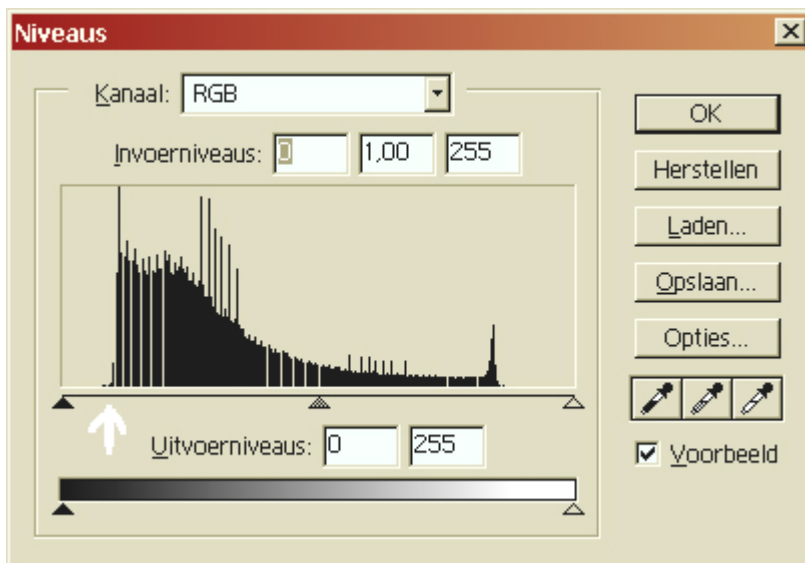 Niveaus
Kanaal: RGB
Invoerniveaus: 0 1,00 255
Uitvoerniveaus: 0 255
OK
Herstellen
Laden...
Opslaan...
Opties...
Voorbeeld